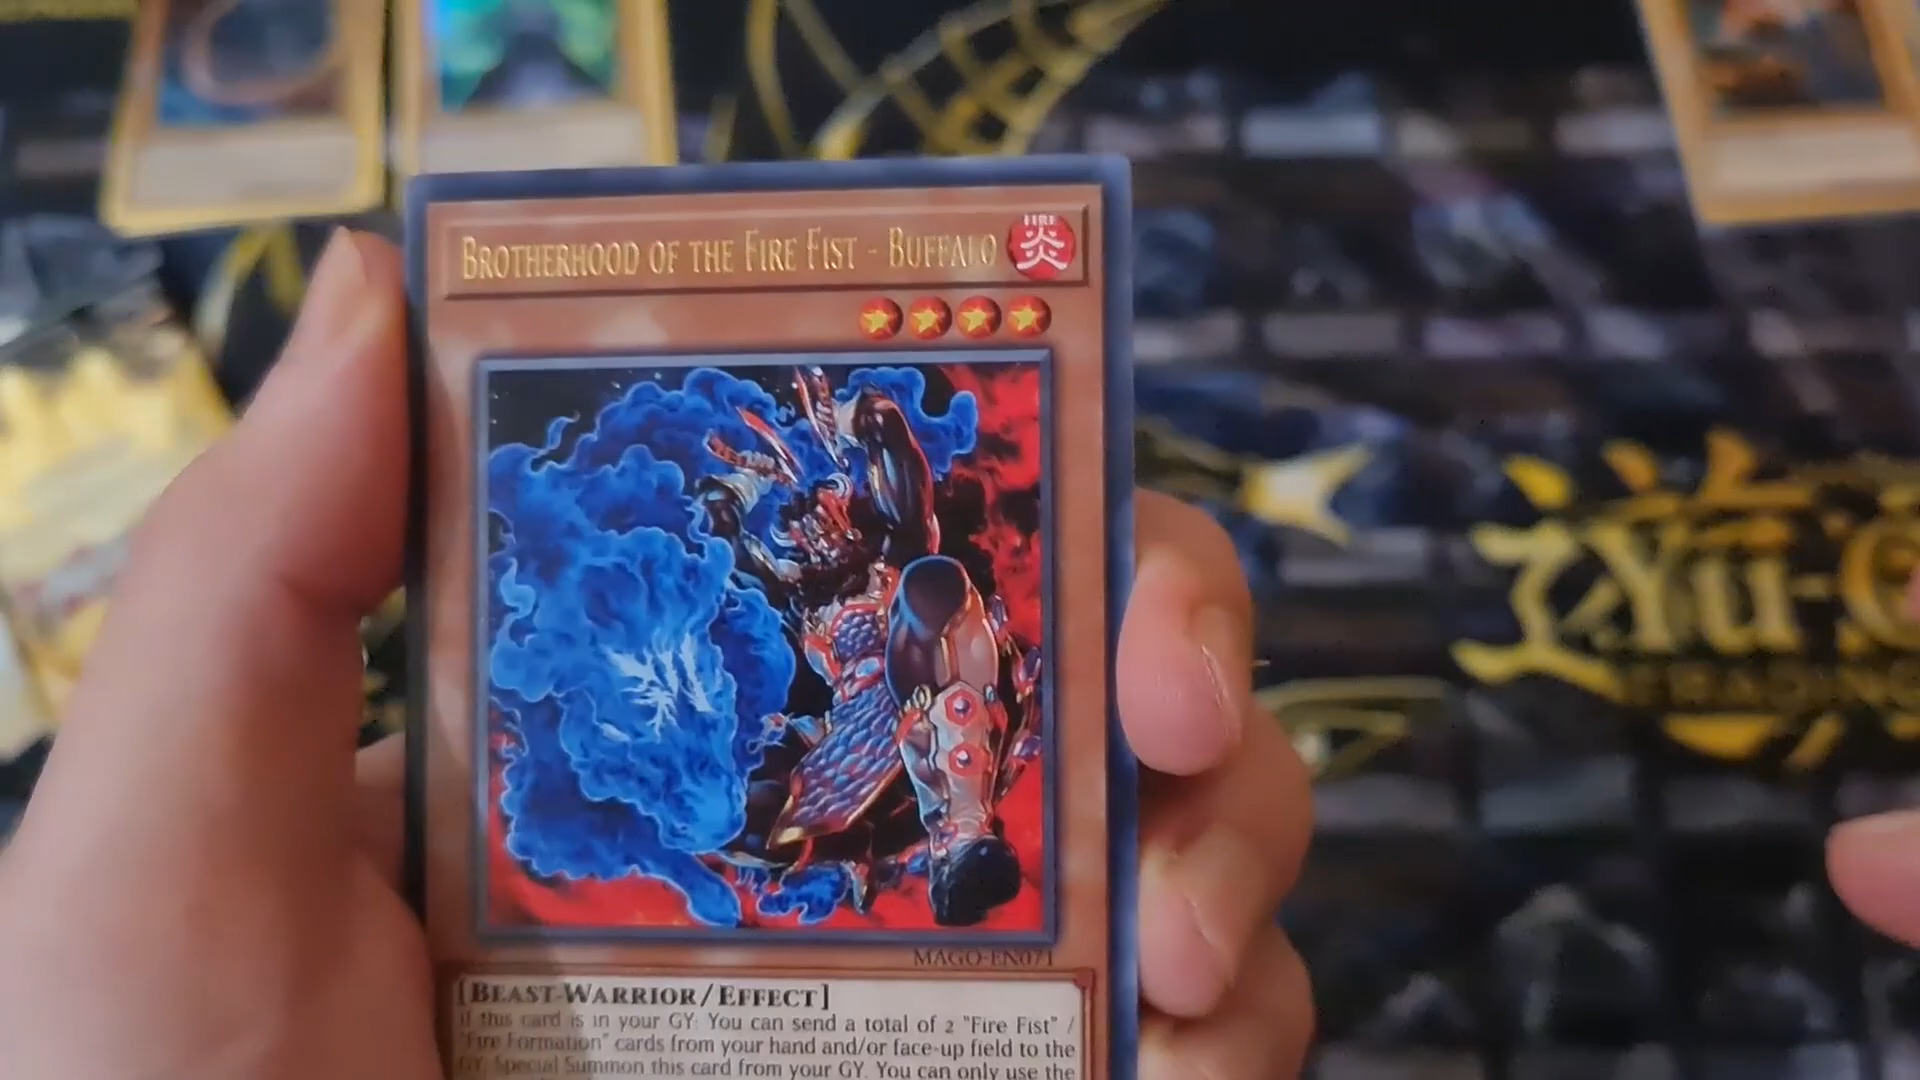 BROTHERHOOD OF THE FIRE FIST - BUFFALO
FIRE
炎
MAGO-EN071
[BEAST-WARRIOR/EFFECT]
If this card is in your GY: You can send a total of 2 "Fire Fist" /
"Fire Formation" cards from your hand and/or face-up field to the
GY; Special Summon this card from your GY. You can only use the
Yu-G
TRADING